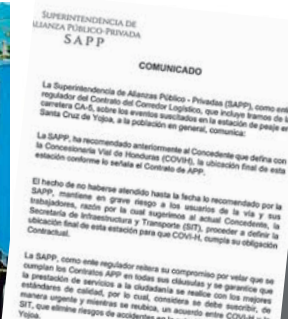 SUPERINTENDENCIA DE
ALIANZA PÚBLICO-PRIVADA
SAPP
COMUNICADO
La Superintendencia de Alianzas Público - Privadas (SAPP), como ente
regulador del Contrato del Corredor Logístico, que incluye tramos de la
carretera CA-5, sobre los eventos suscitados en la estación de peaje en
Santa Cruz de Yojoa, a la población en general, comunica:
La SAPP, ha recomendado anteriormente al Concedente que defina con
la Concesionaria Vial de Honduras (COVIH), la ubicación final de esta
estación conforme lo señala el Contrato de APP.
El hecho de no haberse atendido hasta la fecha lo recomendado por la
SAPP, mantiene en grave riesgo a los usuarios de la vía y sus
trabajadores, razón por la cual sugerimos al actual Concedente, la
Secretaría de Infraestructura y Transporte (SIT), proceder a definir la
ubicación final de esta estación para que COVI-H, cumpla su obligación
Contractual.
La SAPP, como ente regulador reitera su compromiso por velar que se
cumplan los Contratos APP en todas sus cláusulas y se garantice que
la prestación de servicios a la ciudadanía se realice con los mejores
estándares de calidad, por lo cual, considera se debe suscribir, de
manera urgente y mientras se reubica, un acuerdo entre COVI-H y la
SIT, que elimine riesgos de accidentes en
Yojoa.